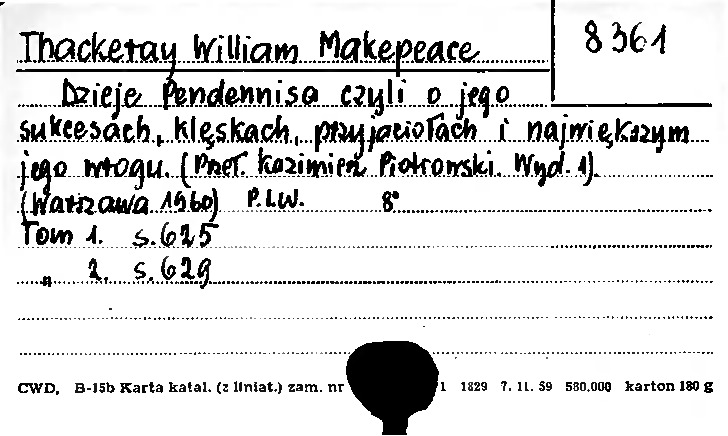 Thackeray William Makepeace
8361
Dzieje Pendennisa czyli o jego
sukcesach, klęskach, przyjaciołach i największym
jego wrogu. (Przeł. Kazimierz Piotrowski. Wyd. 1).
(Warszawa 1960) P.I.W. 8°
Tom 1. s. 625
„ 2. s. 629
CWD, B-15b Karta katal. (z liniat.) zam. nr 1 1829 7. 11. 59 580.000 karton 180 g